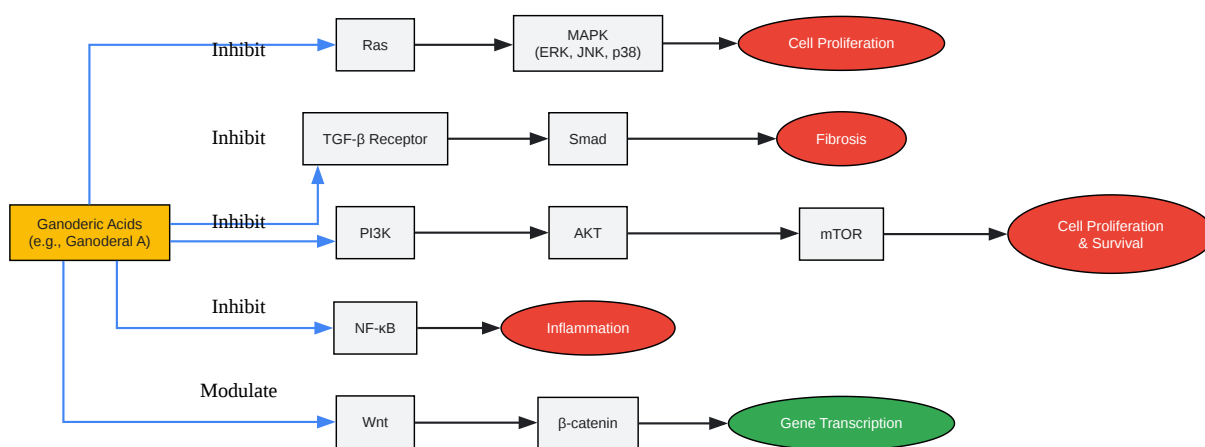 Inhibit
Ras
MAPK
(ERK, JNK, p38)
Cell Proliferation
Inhibit
TGF-β Receptor
Smad
Fibrosis
Ganoderic Acids
(e.g., Ganoderal A)
Inhibit
PI3K
AKT
mTOR
Cell Proliferation
& Survival
Inhibit
NF-κB
Inflammation
Modulate
Wnt
β-catenin
Gene Transcription